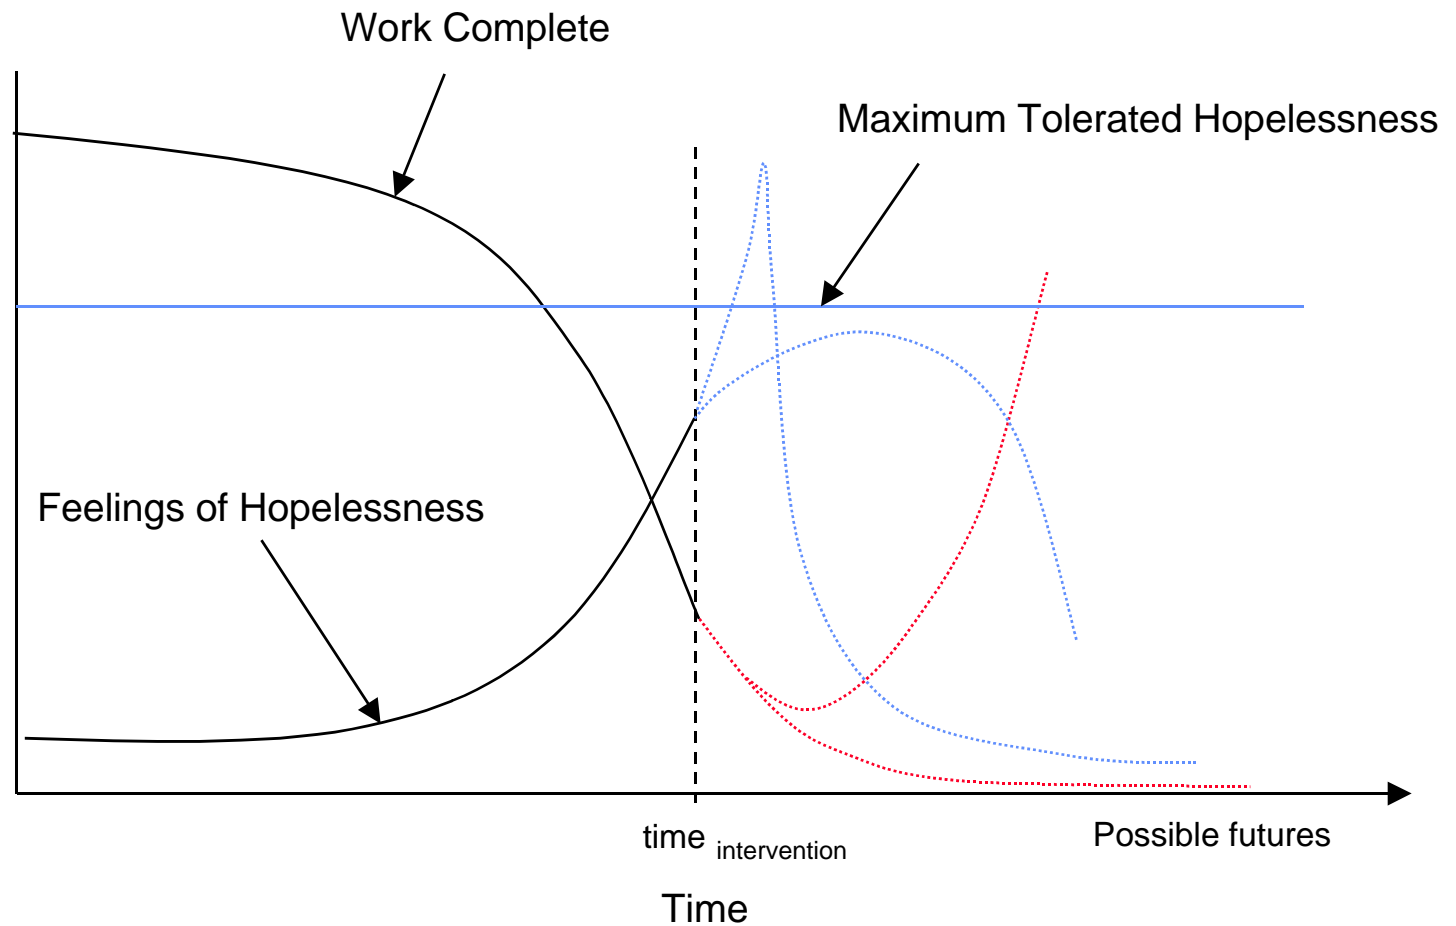 Work Complete
Maximum Tolerated Hopelessness
Feelings of Hopelessness
time intervention
Possible futures
Time